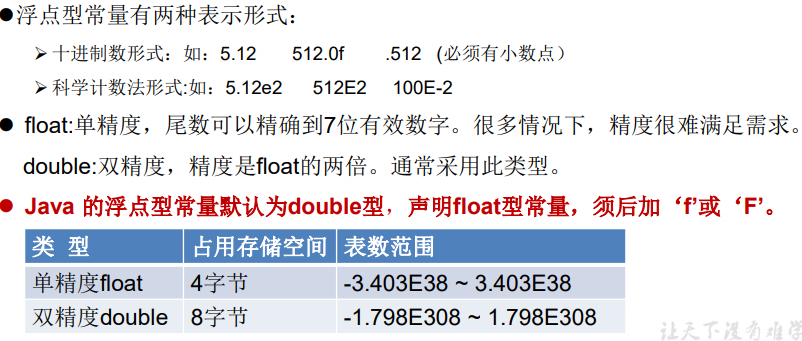 ●浮点型常量有两种表示形式：
➢十进制数形式：如：5.12 512.0f .512 (必须有小数点）
➢科学计数法形式:如：5.12e2 512E2 100E-2
● float:单精度，尾数可以精确到7位有效数字。很多情况下，精度很难满足需求。
double:双精度，精度是float的两倍。通常采用此类型。
● Java 的浮点型常量默认为double型，声明float型常量，须后加‘f’或‘F’。
类 型 占用存储空间 表数范围
单精度float 4字节 -3.403E38 ~ 3.403E38
双精度double 8字节 -1.798E308 ~ 1.798E308
让天下没有难学